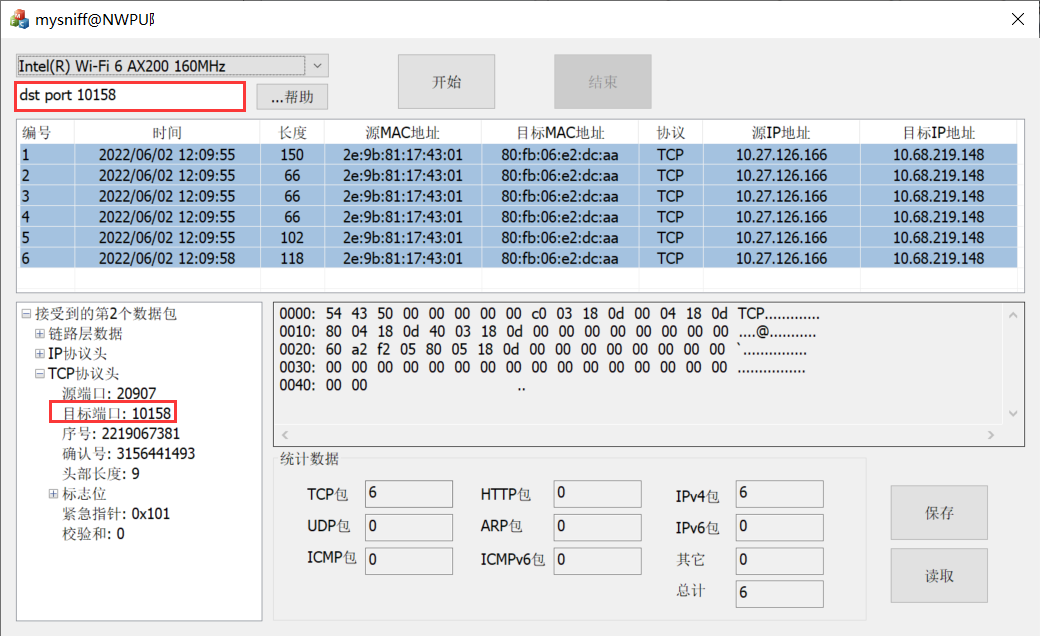 mysniff@NWPU阝
Intel(R) Wi-Fi 6 AX200 160MHz
dst port 10158
...帮助
开始
结束
编号 时间 长度 源MAC地址 目标MAC地址 协议 源IP地址 目标IP地址
1 2022/06/02 12:09:55 150 2e:9b:81:17:43:01 80:fb:06:e2:dc:aa TCP 10.27.126.166 10.68.219.148
2 2022/06/02 12:09:55 66 2e:9b:81:17:43:01 80:fb:06:e2:dc:aa TCP 10.27.126.166 10.68.219.148
3 2022/06/02 12:09:55 66 2e:9b:81:17:43:01 80:fb:06:e2:dc:aa TCP 10.27.126.166 10.68.219.148
4 2022/06/02 12:09:55 66 2e:9b:81:17:43:01 80:fb:06:e2:dc:aa TCP 10.27.126.166 10.68.219.148
5 2022/06/02 12:09:55 102 2e:9b:81:17:43:01 80:fb:06:e2:dc:aa TCP 10.27.126.166 10.68.219.148
6 2022/06/02 12:09:58 118 2e:9b:81:17:43:01 80:fb:06:e2:dc:aa TCP 10.27.126.166 10.68.219.148
接受到的第2个数据包
链路层数据
IP协议头
TCP协议头
源端口: 20907
目标端口: 10158
序号: 2219067381
确认号: 3156441493
头部长度: 9
标志位
紧急指针: 0x101
校验和: 0
0000: 54 43 50 00 00 00 00 00 c0 03 18 0d 00 04 18 0d TCP.............
0010: 80 04 18 0d 40 03 18 0d 00 00 00 00 00 00 00 00 ....@...........
0020: 60 a2 f2 05 80 05 18 0d 00 00 00 00 00 00 00 00 `...............
0030: 00 00 00 00 00 00 00 00 00 00 00 00 00 00 00 00 ................
0040: 00 00 ..
统计数据
TCP包 6 HTTP包 0 IPv4包 6
UDP包 0 ARP包 0 IPv6包 0
ICMP包 0 ICMPv6包 0 其它 0
总计 6
保存
读取